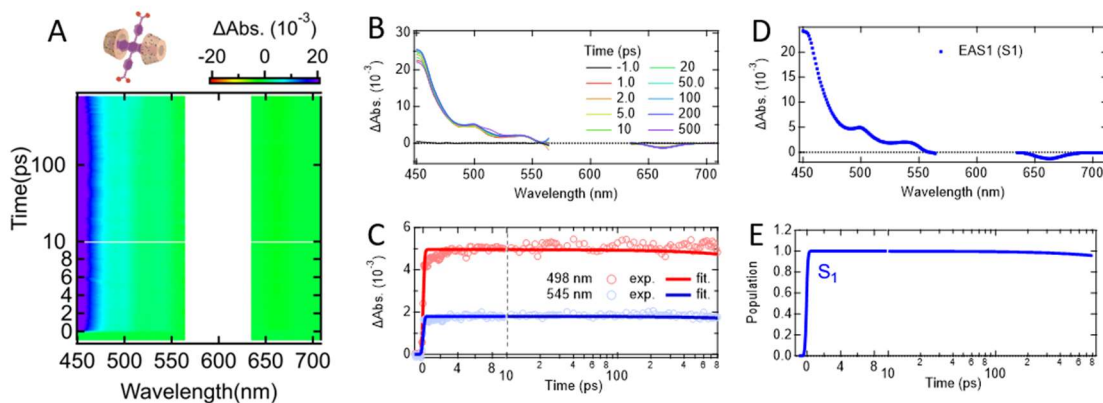 A
ΔAbs. (10⁻³)
-20 0 20
Time(ps)
100
10
8
6
4
2
0
450 500 550 600 650 700
Wavelength(nm)
B
ΔAbs. (10⁻³)
30
25
20
15
10
5
0
Time (ps)
-1.0 20
1.0 50.0
2.0 100
5.0 200
10 500
450 500 550 600 650 700
Wavelength (nm)
C
ΔAbs. (10⁻³)
6
4
2
0
498 nm exp. fit.
545 nm exp. fit.
0 4 8 10 2 4 6 8 100 2 4 6 8
Time (ps)
D
ΔAbs. (10⁻³)
20
15
10
5
0
EAS1 (S1)
450 500 550 600 650 700
Wavelength (nm)
E
Population
1.2
1.0
0.8
0.6
0.4
0.2
0.0
S₁
0 4 8 10 2 4 6 8 100 2 4 6 8
Time (ps)